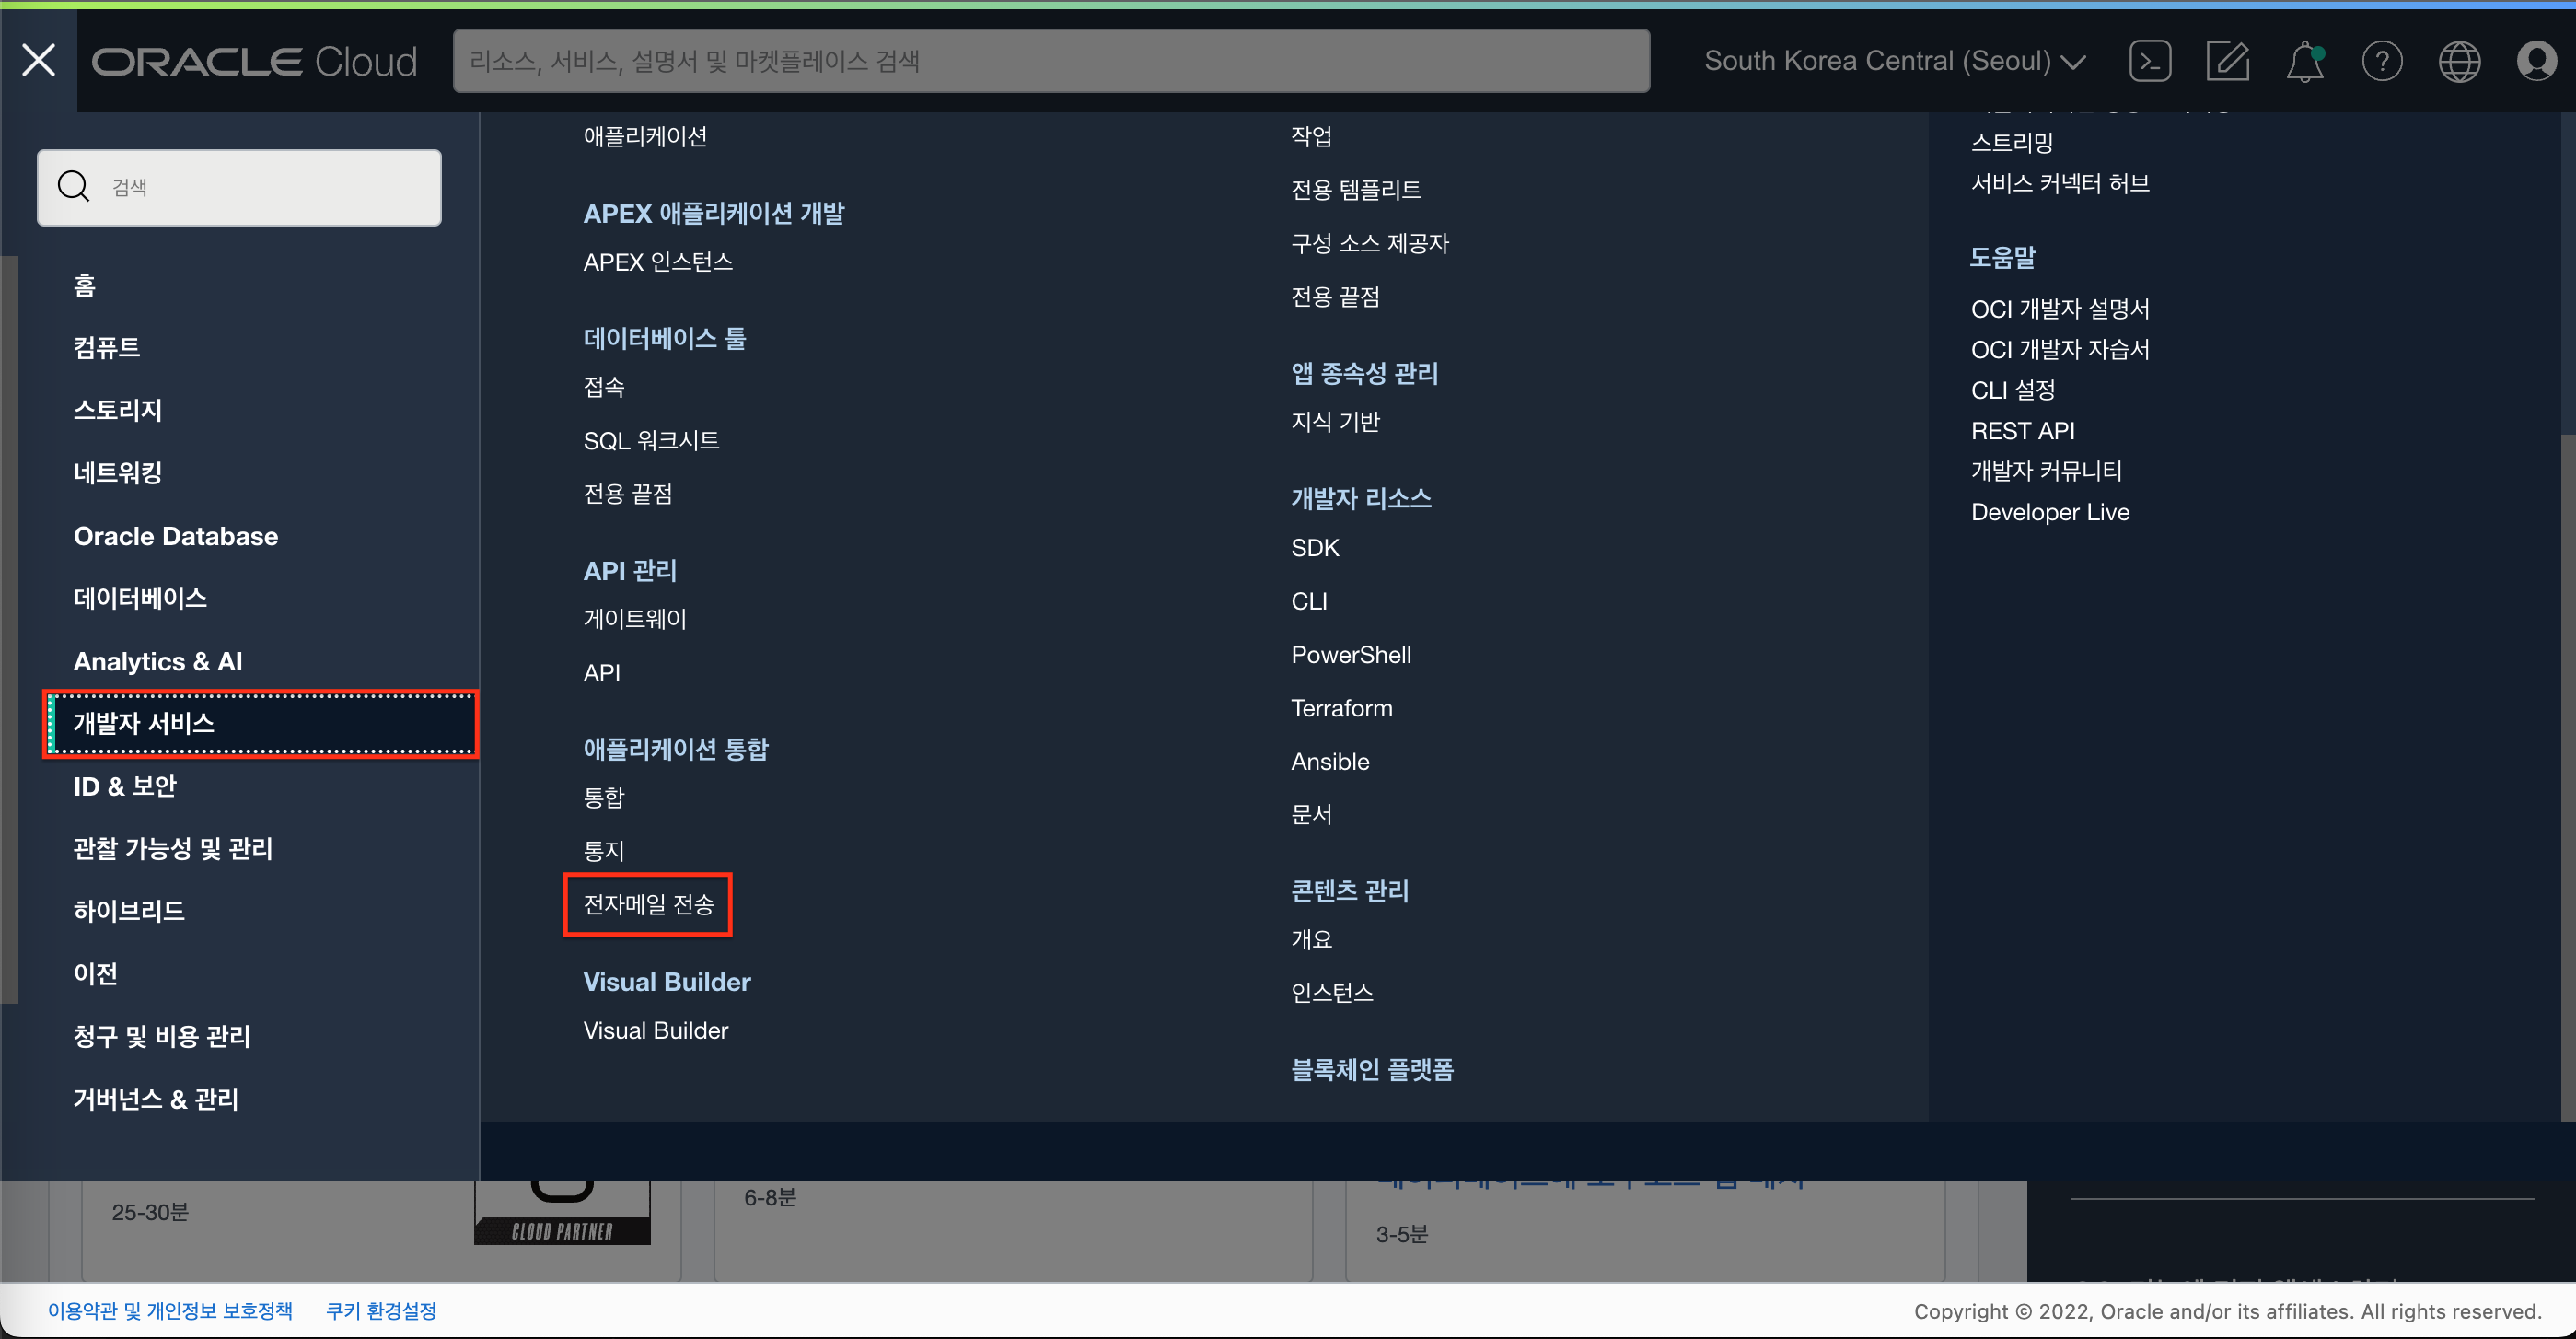 ORACLE Cloud
리소스, 서비스, 설명서 및 마켓플레이스 검색
South Korea Central (Seoul)
검색
홈
컴퓨트
스토리지
네트워킹
Oracle Database
데이터베이스
Analytics & AI
개발자 서비스
ID & 보안
관찰 가능성 및 관리
하이브리드
이전
청구 및 비용 관리
거버넌스 & 관리
애플리케이션
APEX 애플리케이션 개발
APEX 인스턴스
데이터베이스 툴
접속
SQL 워크시트
전용 끝점
API 관리
게이트웨이
API
애플리케이션 통합
통합
통지
전자메일 전송
Visual Builder
Visual Builder
작업
전용 템플리트
구성 소스 제공자
전용 끝점
앱 종속성 관리
지식 기반
개발자 리소스
SDK
CLI
PowerShell
Terraform
Ansible
문서
콘텐츠 관리
개요
인스턴스
블록체인 플랫폼
스트리밍
서비스 커넥터 허브
도움말
OCI 개발자 설명서
OCI 개발자 자습서
CLI 설정
REST API
개발자 커뮤니티
Developer Live
25-30분
CLOUD PARTNER
6-8분
3-5분
이용약관 및 개인정보 보호정책
쿠키 환경설정
Copyright © 2022, Oracle and/or its affiliates. All rights reserved.